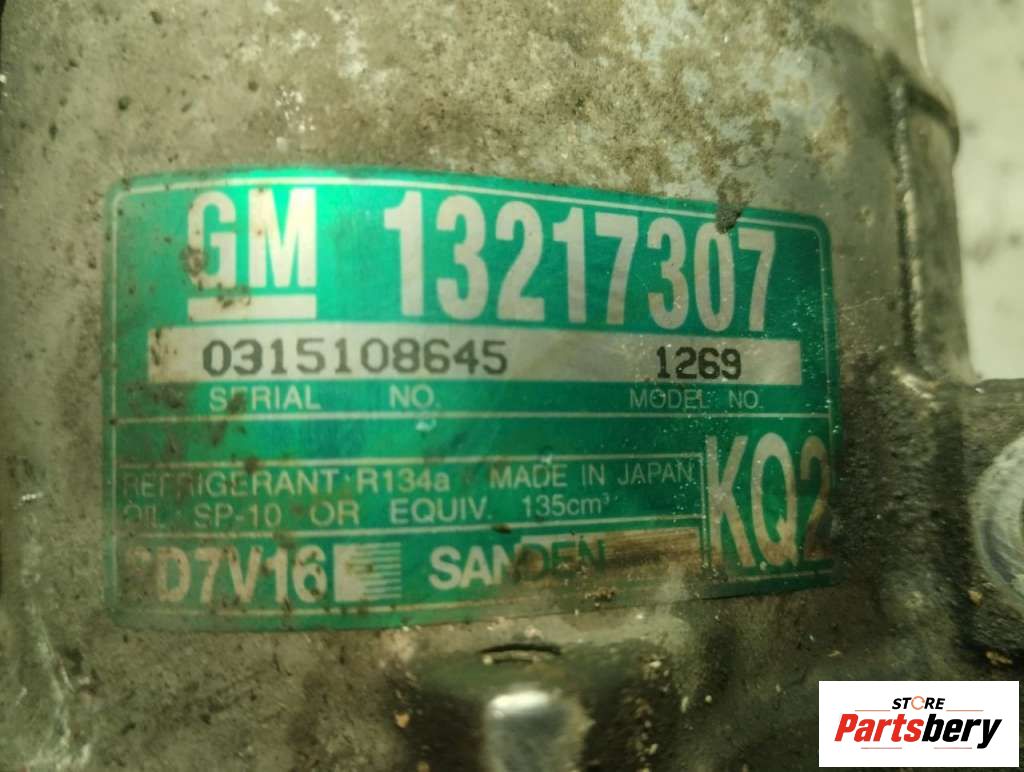 GM 13217307
0315108645 1269
SERIAL NO. MODEL NO.
REFRIGERANT R134a MADE IN JAPAN
OIL SP-10 OR EQUIV. 135cm³
KQ2
SANDEN
STORE
Partsbery